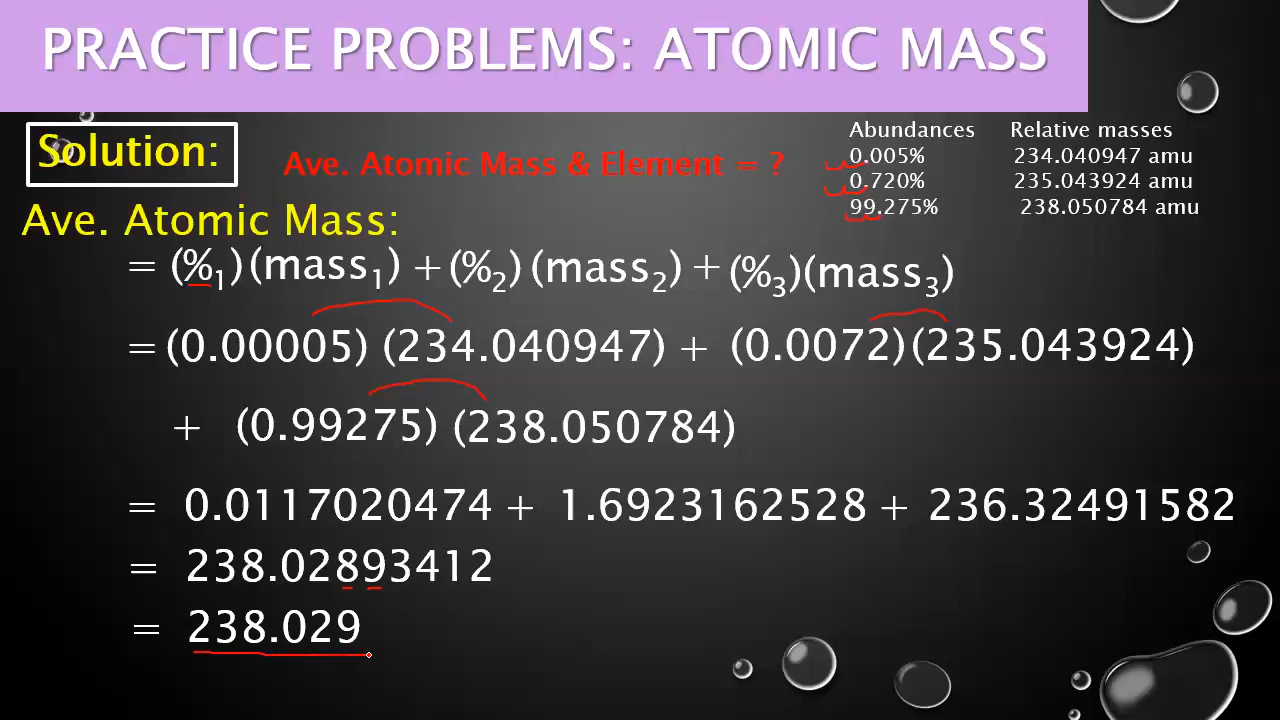 PRACTICE PROBLEMS: ATOMIC MASS
Solution:
Ave. Atomic Mass & Element = ?
Abundances Relative masses
0.005% 234.040947 amu
0.720% 235.043924 amu
99.275% 238.050784 amu
Ave. Atomic Mass:
= (%₁)(mass₁) + (%₂) (mass₂) + (%₃)(mass₃)
= (0.00005) (234.040947) + (0.0072)(235.043924)
+ (0.99275) (238.050784)
= 0.0117020474 + 1.6923162528 + 236.32491582
= 238.02893412
= 238.029